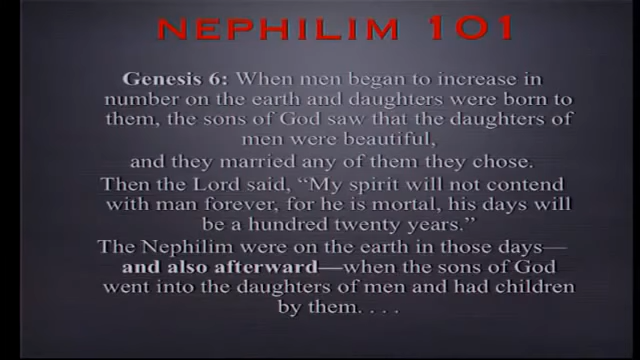 NEPHILIM 101
Genesis 6: When men began to increase in
number on the earth and daughters were born to
them, the sons of God saw that the daughters of
men were beautiful,
and they married any of them they chose.
Then the Lord said, “My spirit will not contend
with man forever, for he is mortal, his days will
be a hundred twenty years.”
The Nephilim were on the earth in those days—
and also afterward—when the sons of God
went into the daughters of men and had children
by them. . . .